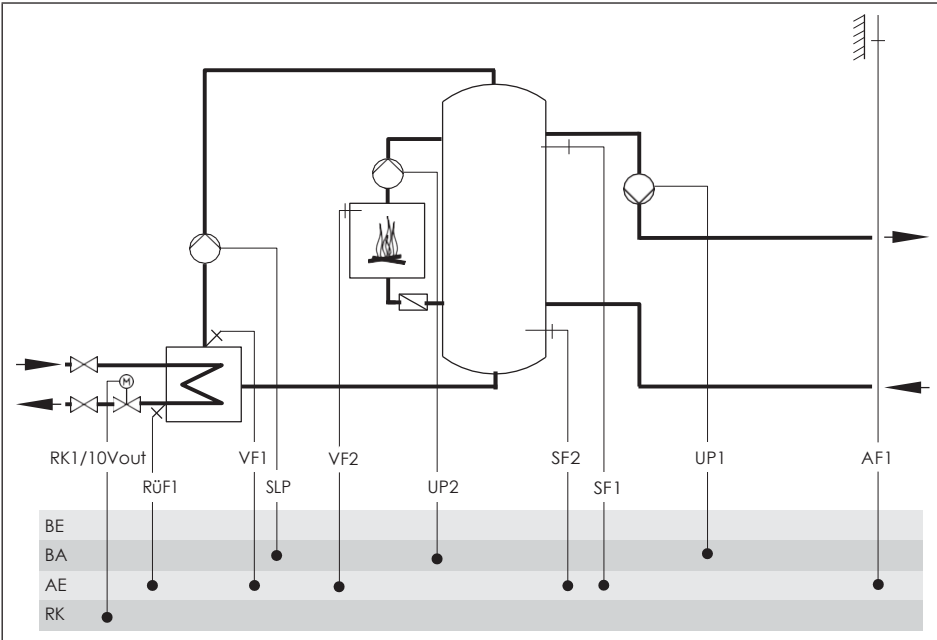 M
RK1/10Vout
VF1
VF2
SF2
UP1
AF1
RüF1
SLP
UP2
SF1
BE
BA
AE
RK